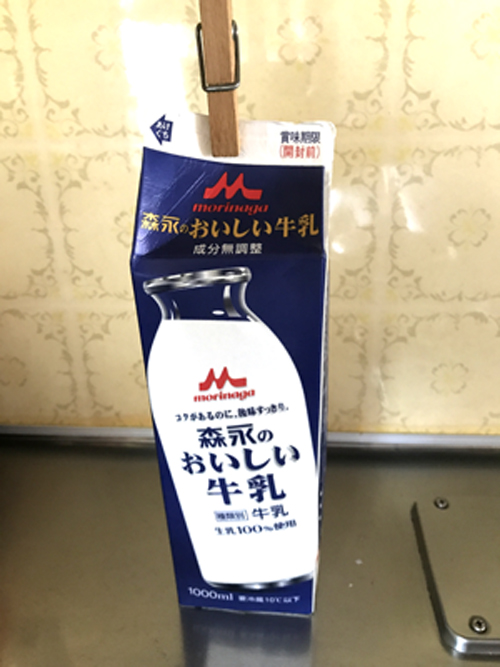 あけぐち
賞味期限
(開封前)
morinaga
森永のおいしい牛乳
成分無調整
morinaga
コクがあるのに、後味すっきり。
森永の
おいしい
牛乳
種類別 牛乳
生乳100%使用
1000ml 要冷蔵10℃以下